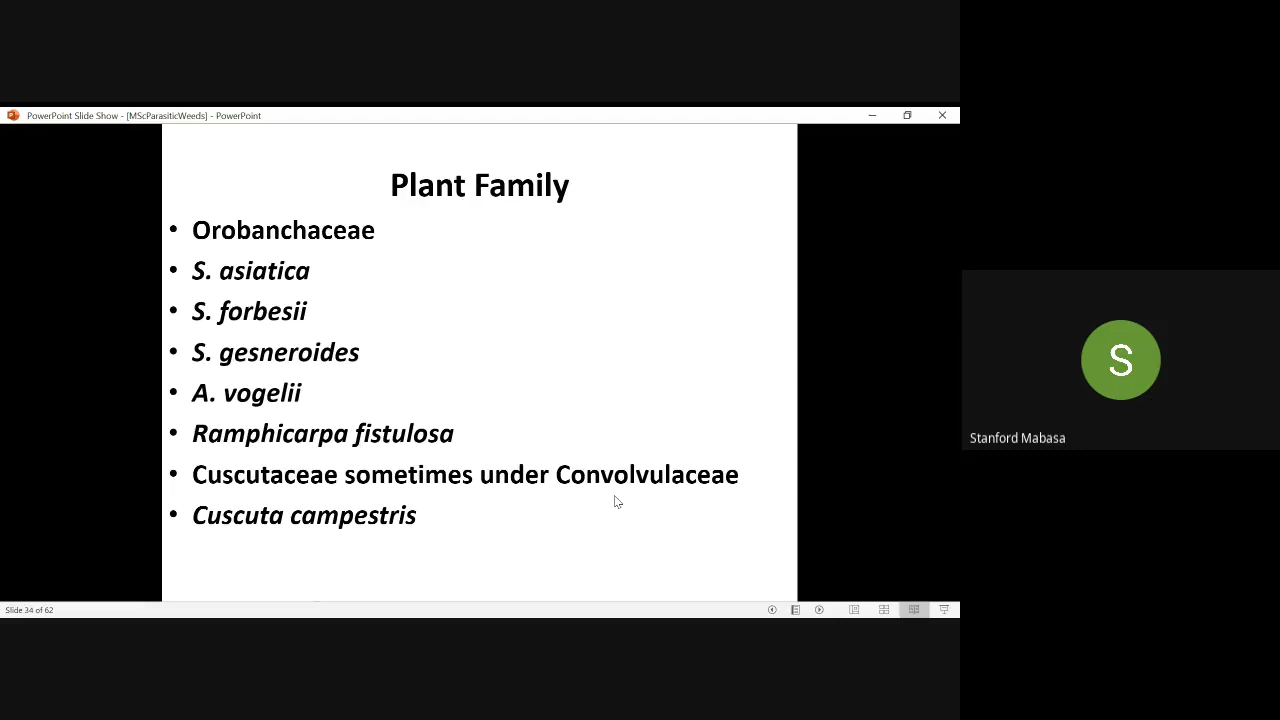 PowerPoint Slide Show - [MScParasiticWeeds] - PowerPoint
Plant Family
• Orobanchaceae
• S. asiatica
• S. forbesii
• S. gesneroides
• A. vogelii
• Ramphicarpa fistulosa
• Cuscutaceae sometimes under Convolvulaceae
• Cuscuta campestris
S
Stanford Mabasa
Slide 34 of 62